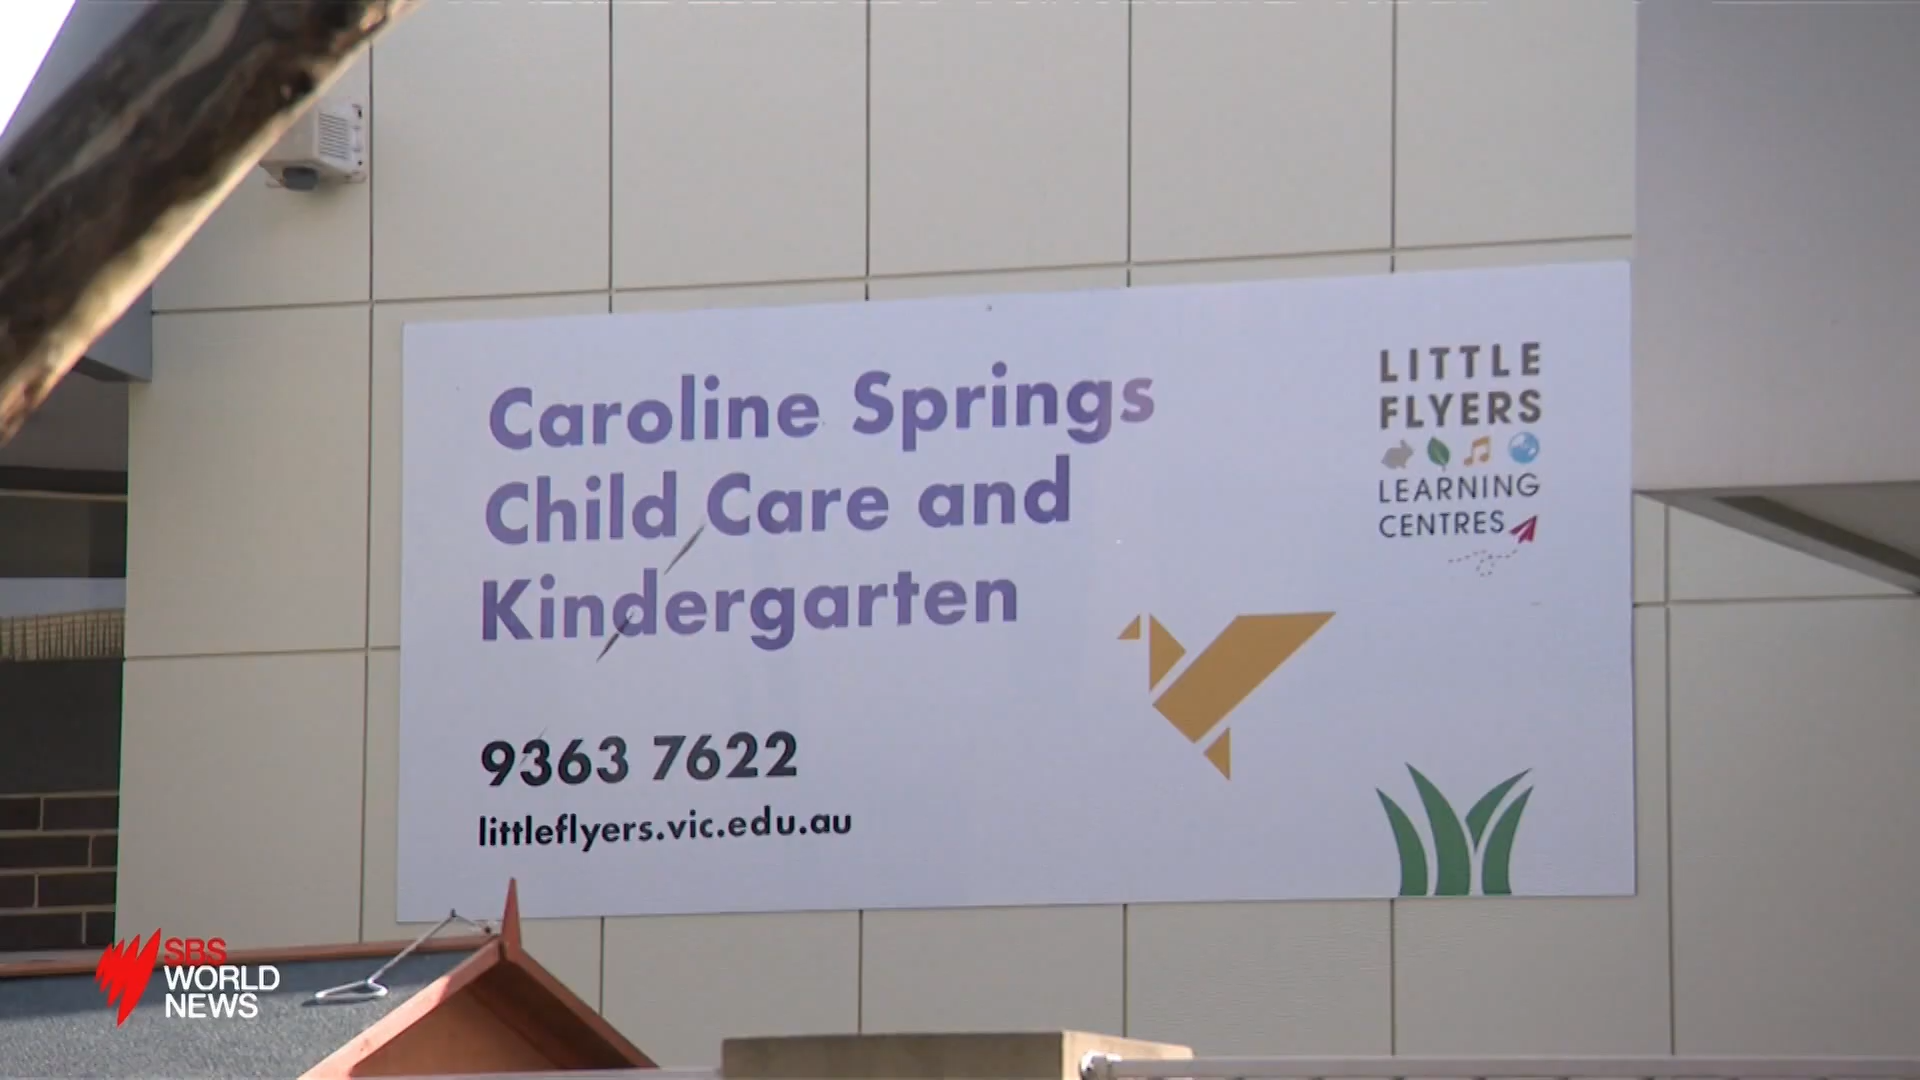 Caroline Springs
Child Care and
Kindergarten
9363 7622
littleflyers.vic.edu.au
LITTLE
FLYERS
LEARNING
CENTRES
SBS
WORLD
NEWS